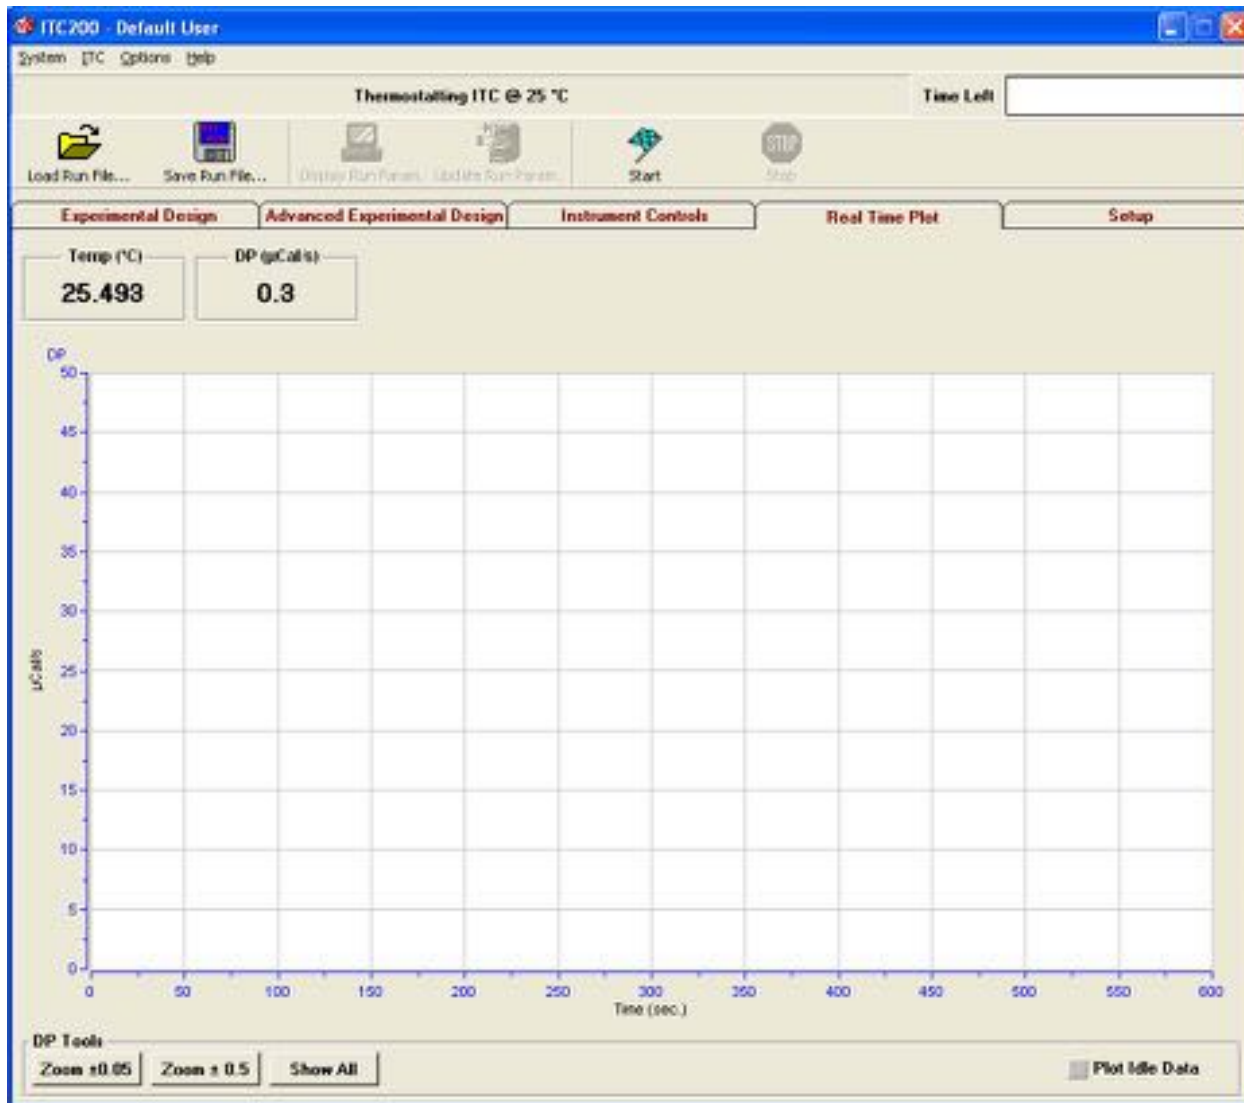 ITC200 - Default User
System ITC Options Help
Thermostatting ITC @ 25 °C Time Left
Load Run File... Save Run File... Display Run Param. Update Run Param. Start Stop
STOP
Experimental Design Advanced Experimental Design Instrument Controls Real Time Plot Setup
Temp (°C) DP (µCal/s)
25.493 0.3
DP
50
45
40
35
30
25
µCal/s
20
15
10
5
0
0 50 100 150 200 250 300 350 400 450 500 550 600
Time (sec.)
DP Tools
Zoom ±0.05 Zoom ± 0.5 Show All Plot Idle Data